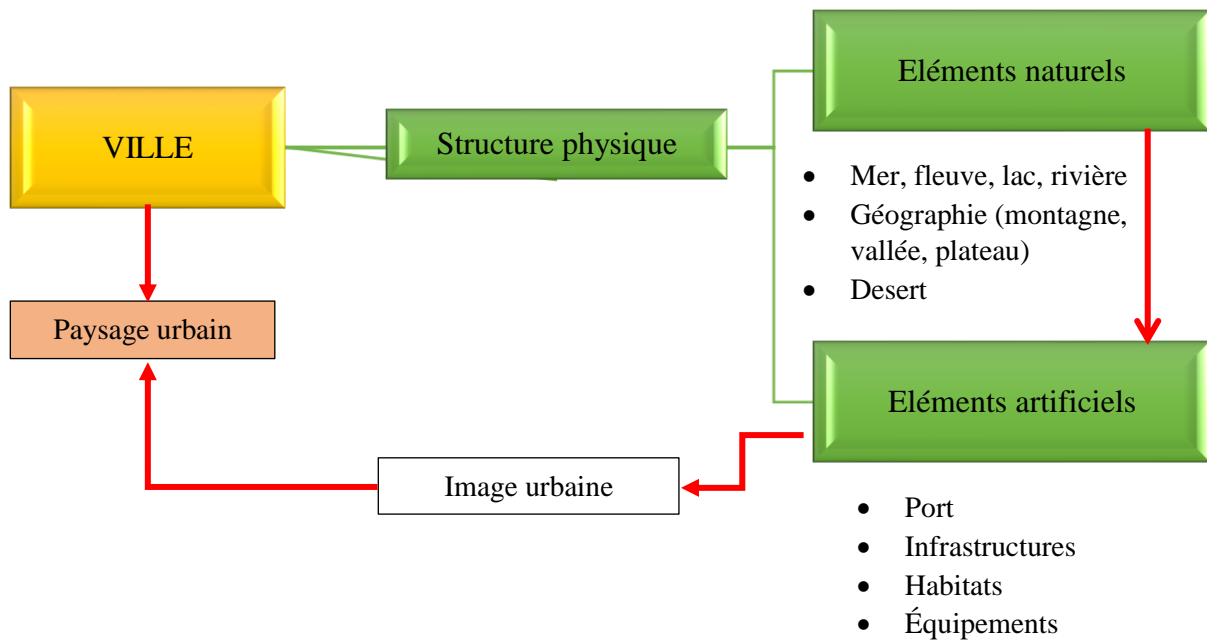 VILLE
Structure physique
Eléments naturels
• Mer, fleuve, lac, rivière
• Géographie (montagne,
vallée, plateau)
• Desert
Paysage urbain
Eléments artificiels
Image urbaine
• Port
• Infrastructures
• Habitats
• Équipements